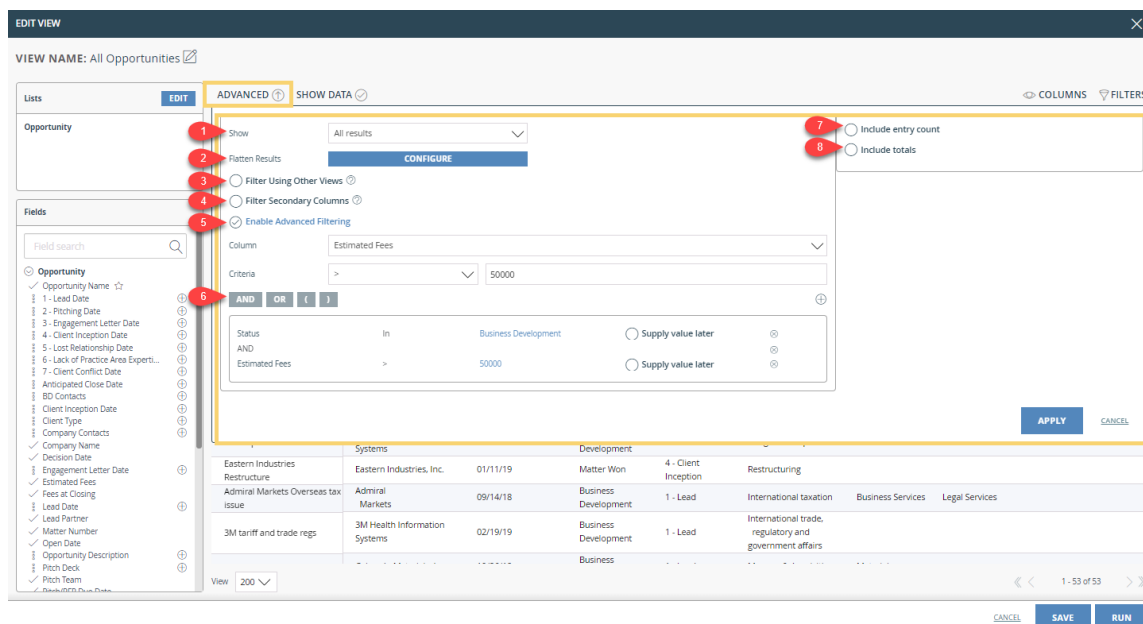 EDIT VIEW
VIEW NAME: All Opportunities
Lists EDIT
Opportunity
ADVANCED SHOW DATA COLUMNS FILTERS
1 Show All results
2 Flatten Results CONFIGURE
3 Filter Using Other Views
4 Filter Secondary Columns
5 Enable Advanced Filtering
7 Include entry count
8 Include totals
Column Estimated Fees
Criteria > 50000
6 AND OR ( )
Status In Business Development Supply value later
AND
Estimated Fees > 50000 Supply value later
APPLY CANCEL
Fields
Field search
Opportunity
Opportunity Name
1 - Lead Date
2 - Pitching Date
3 - Engagement Letter Date
4 - Client Inception Date
5 - Lost Relationship Date
6 - Lack of Practice Area Experti...
7 - Client Conflict Date
Anticipated Close Date
BD Contacts
Client Inception Date
Client Type
Company Contacts
Company Name
Decision Date
Engagement Letter Date
Estimated Fees
Fees at Closing
Lead Date
Lead Partner
Matter Number
Open Date
Opportunity Description
Pitch Deck
Pitch Team
Pitch/RFP Due Date
Systems Development
Eastern Industries Restructure Eastern Industries, Inc. 01/11/19 Matter Won 4 - Client Inception Restructuring
Admiral Markets Overseas tax issue Admiral Markets 09/14/18 Business Development 1 - Lead International taxation Business Services Legal Services
3M tariff and trade regs 3M Health Information Systems 02/19/19 Business Development 1 - Lead International trade, regulatory and government affairs
Business
View 200 1 - 53 of 53
CANCEL SAVE RUN